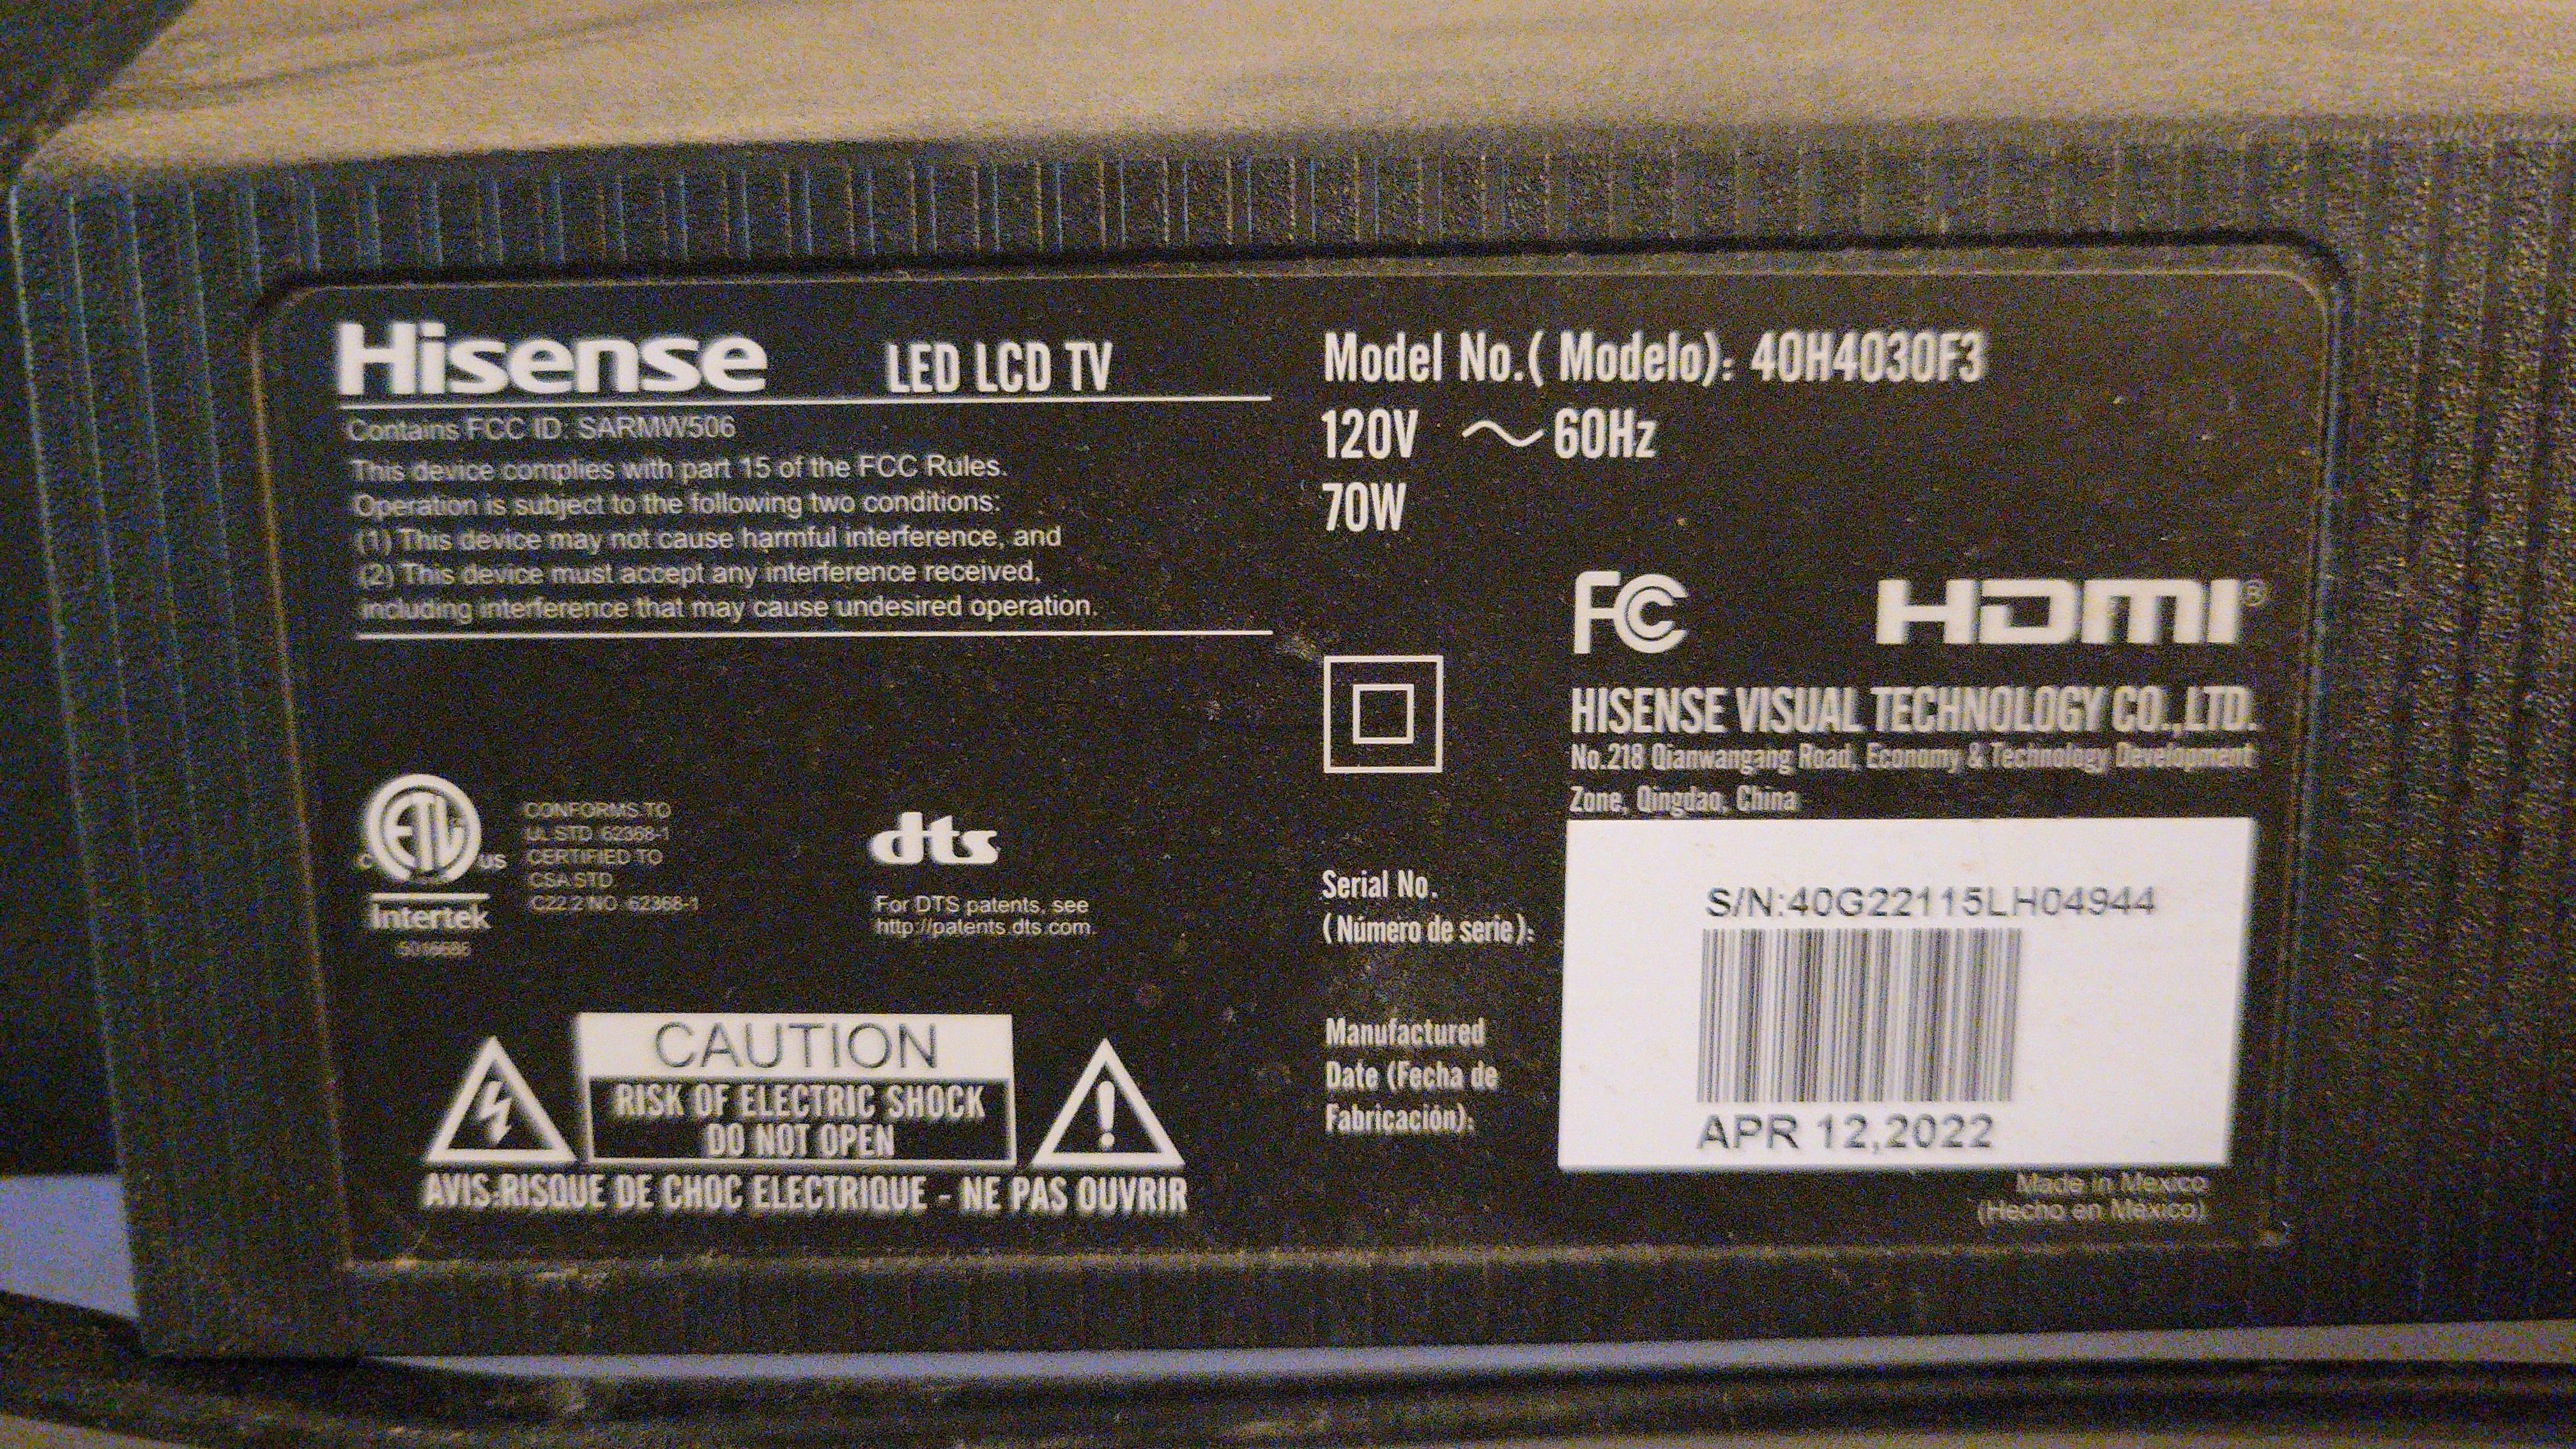 Hisense LED LCD TV
Contains FCC ID: SARMW506
This device complies with part 15 of the FCC Rules.
Operation is subject to the following two conditions:
(1) This device may not cause harmful interference, and
(2) This device must accept any interference received,
including interference that may cause undesired operation.
ETL
C US
Intertek
5016686
CONFORMS TO
UL STD. 62368-1
CERTIFIED TO
CSA STD.
C22.2 NO. 62368-1
dts
For DTS patents, see
http://patents.dts.com.
CAUTION
RISK OF ELECTRIC SHOCK
DO NOT OPEN
AVIS:RISQUE DE CHOC ELECTRIQUE - NE PAS OUVRIR
Model No.( Modelo): 40H4030F3
120V ~ 60Hz
70W
FC HDMI®
HISENSE VISUAL TECHNOLOGY CO.,LTD.
No.218 Qianwangang Road, Economy & Technology Development
Zone, Qingdao, China
Serial No.
(Número de serie):
S/N:40G22115LH04944
Manufactured
Date (Fecha de
Fabricación):
APR 12,2022
Made in Mexico
(Hecho en México)